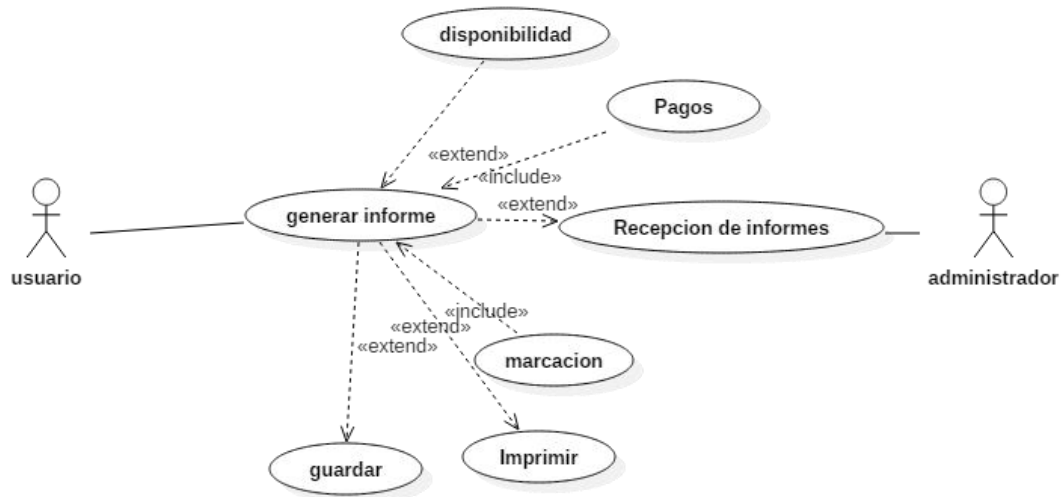 disponibilidad
Pagos
«extend»
«include»
«extend»
generar informe
Recepcion de informes
usuario
administrador
«include»
«extend»
«extend»
marcacion
Imprimir
guardar